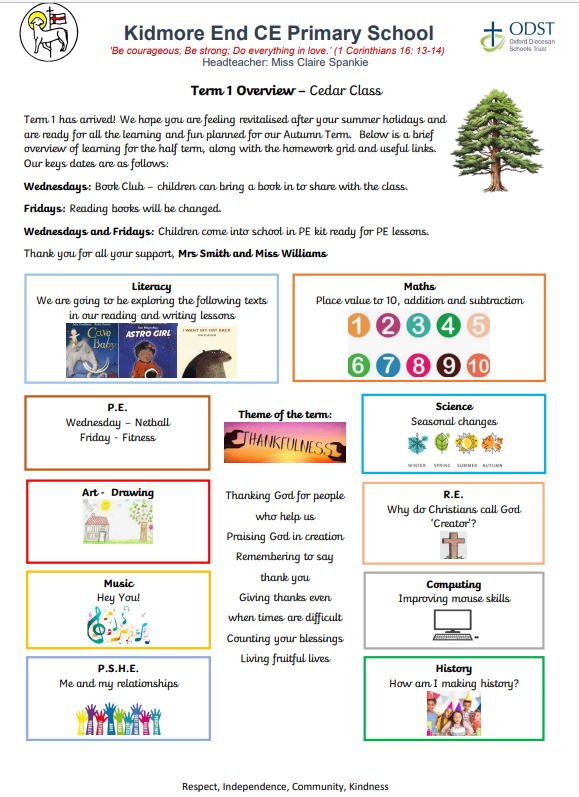 Kidmore End CE Primary School
'Be courageous; Be strong; Do everything in love.' (1 Corinthians 16: 13-14)
Headteacher: Miss Claire Spankie
ODST
Oxford Diocesan
Schools Trust
Term 1 Overview – Cedar Class
Term 1 has arrived! We hope you are feeling revitalised after your summer holidays and
are ready for all the learning and fun planned for our Autumn Term. Below is a brief
overview of learning for the half term, along with the homework grid and useful links.
Our keys dates are as follows:
Wednesdays: Book Club – children can bring a book in to share with the class.
Fridays: Reading books will be changed.
Wednesdays and Fridays: Children come into school in PE kit ready for PE lessons.
Thank you for all your support, Mrs Smith and Miss Williams
Literacy
We are going to be exploring the following texts
in our reading and writing lessons
Cave
Baby
ASTRO GIRL
I WANT MY HAT BACK
Maths
Place value to 10, addition and subtraction
1 2 3 4 5
6 7 8 9 10
P.E.
Wednesday – Netball
Friday - Fitness
Theme of the term:
THANKFULNESS
Science
Seasonal changes
WINTER SPRING SUMMER AUTUMN
Art - Drawing
Thanking God for people
who help us
Praising God in creation
Remembering to say
thank you
Giving thanks even
when times are difficult
Counting your blessings
Living fruitful lives
R.E.
Why do Christians call God
'Creator'?
Music
Hey You!
Computing
Improving mouse skills
P.S.H.E.
Me and my relationships
History
How am I making history?
Respect, Independence, Community, Kindness